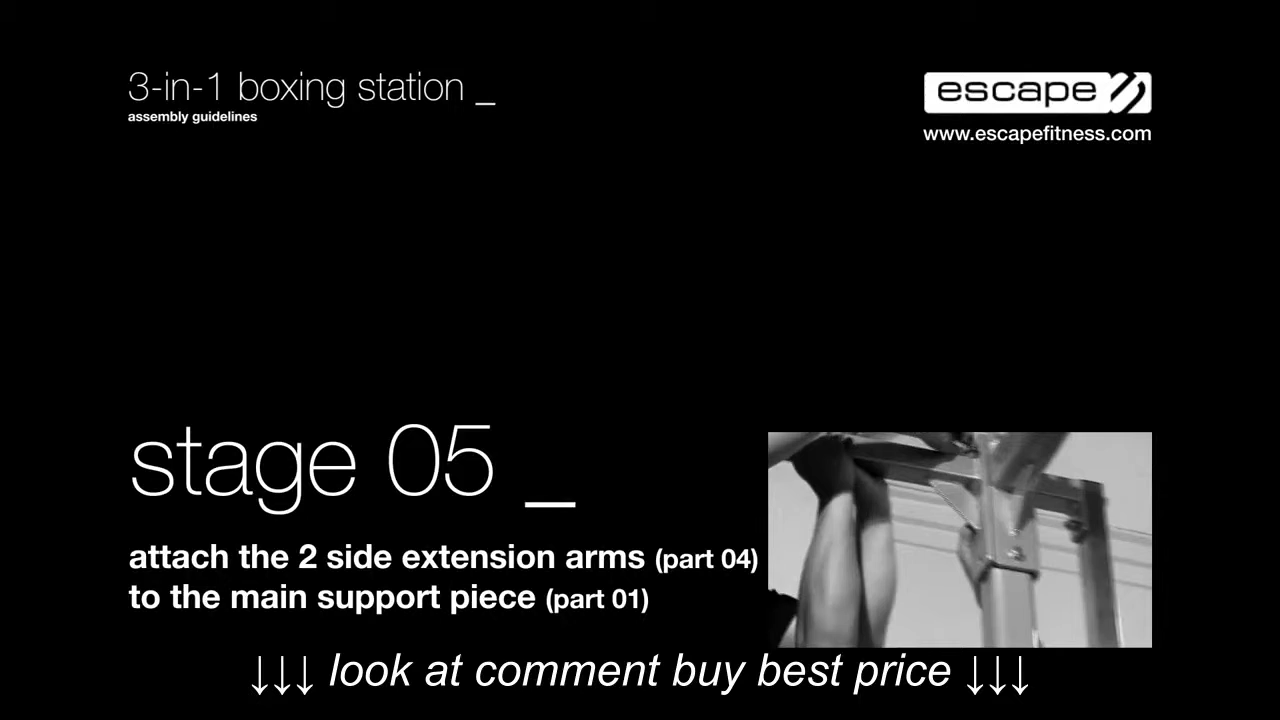 3-in-1 boxing station _
assembly guidelines
escape
www.escapefitness.com
stage 05 _
attach the 2 side extension arms (part 04)
to the main support piece (part 01)
↓↓↓ look at comment buy best price ↓↓↓